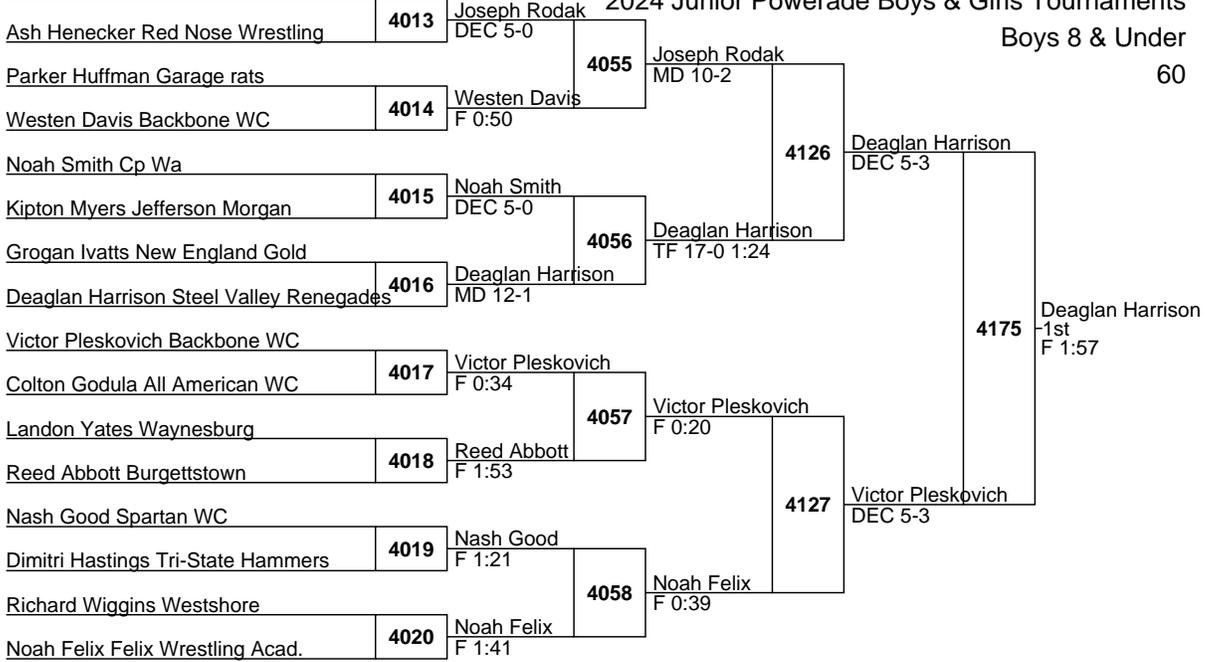 2024 Junior Powerade Boys & Girls Tournaments
Boys 8 & Under
60
Ash Henecker Red Nose Wrestling
Parker Huffman Garage rats
Westen Davis Backbone WC
Noah Smith Cp Wa
Kipton Myers Jefferson Morgan
Grogan Ivatts New England Gold
Deaglan Harrison Steel Valley Renegades
Victor Pleskovich Backbone WC
Colton Godula All American WC
Landon Yates Waynesburg
Reed Abbott Burgettstown
Nash Good Spartan WC
Dimitri Hastings Tri-State Hammers
Richard Wiggins Westshore
Noah Felix Felix Wrestling Acad.
4013
4014
4015
4016
4017
4018
4019
4020
Joseph Rodak
DEC 5-0
Westen Davis
F 0:50
Noah Smith
DEC 5-0
Deaglan Harrison
MD 12-1
Victor Pleskovich
F 0:34
Reed Abbott
F 1:53
Nash Good
F 1:21
Noah Felix
F 1:41
4055
4056
4057
4058
Joseph Rodak
MD 10-2
Deaglan Harrison
TF 17-0 1:24
Victor Pleskovich
F 0:20
Noah Felix
F 0:39
4126
4127
Deaglan Harrison
DEC 5-3
Victor Pleskovich
DEC 5-3
4175
Deaglan Harrison
1st
F 1:57